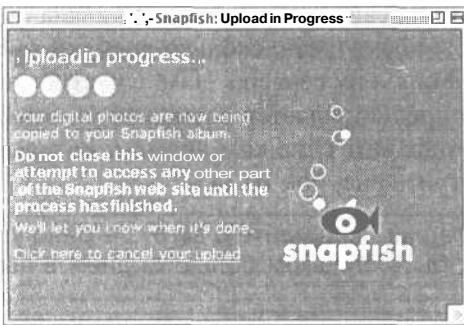 Snapfish: Upload in Progress
Upload in progress...
Your digital photos are now being
copied to your Snapfish album.
Do not close this window or
attempt to access any other part
of the Snapfish web site until the
process has finished.
We'll let you know when it's done.
Click here to cancel your upload
snapfish